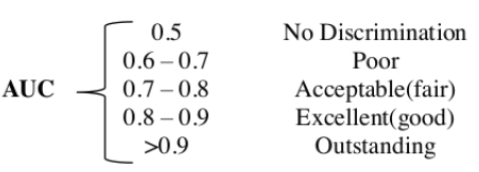 0.5 No Discrimination
0.6 – 0.7 Poor
AUC 0.7 – 0.8 Acceptable(fair)
0.8 – 0.9 Excellent(good)
>0.9 Outstanding